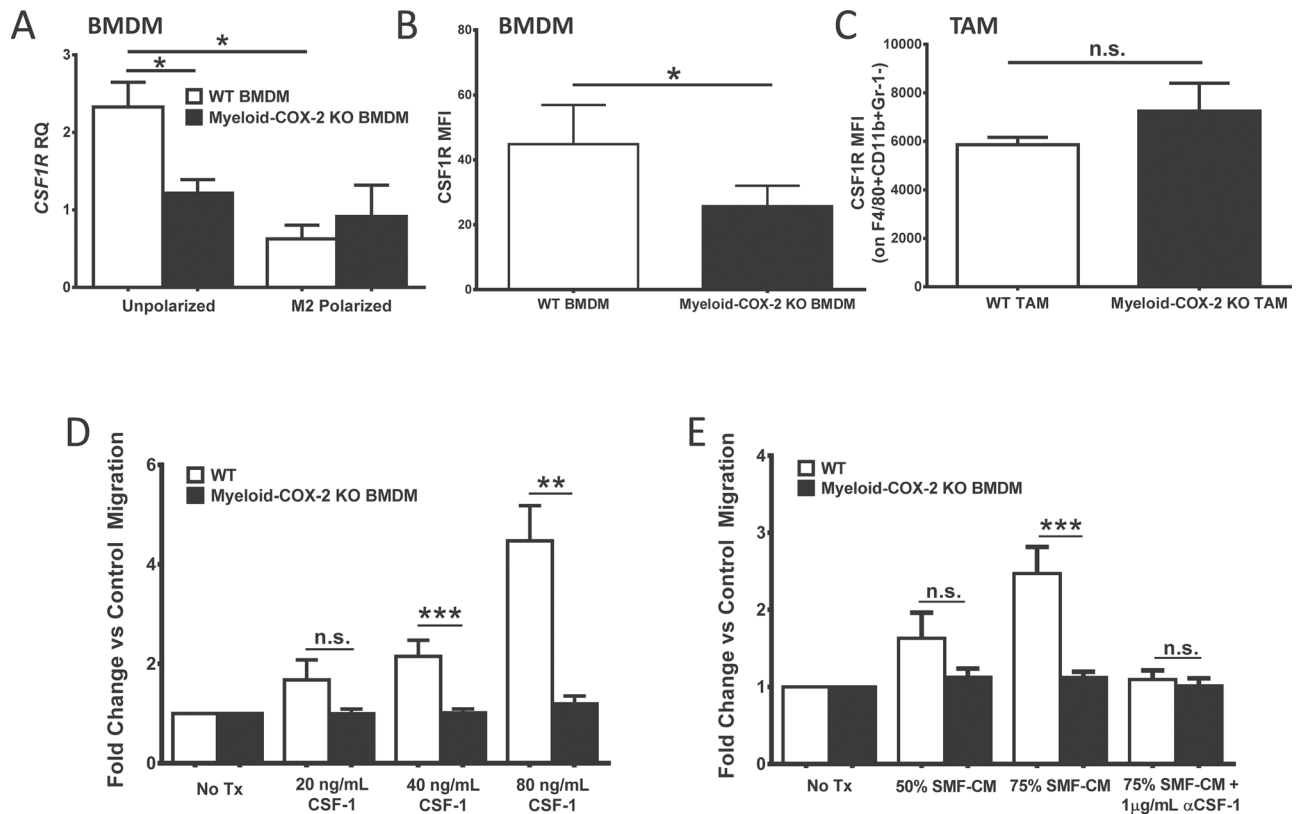 A
BMDM
CSF1R RQ
3
2
1
0
*
*
WT BMDM
Myeloid-COX-2 KO BMDM
Unpolarized
M2 Polarized
B
BMDM
CSF1R MFI
80
60
40
20
0
*
WT BMDM
Myeloid-COX-2 KO BMDM
C
TAM
CSF1R MFI
(on F4/80+CD11b+Gr-1-)
10000
8000
6000
4000
2000
0
n.s.
WT TAM
Myeloid-COX-2 KO TAM
D
Fold Change vs Control Migration
6
4
2
0
WT
Myeloid-COX-2 KO BMDM
n.s.
***
**
No Tx
20 ng/mL
CSF-1
40 ng/mL
CSF-1
80 ng/mL
CSF-1
E
Fold Change vs Control Migration
4
3
2
1
0
WT
Myeloid-COX-2 KO BMDM
n.s.
***
n.s.
No Tx
50% SMF-CM
75% SMF-CM
75% SMF-CM +
1μg/mL αCSF-1